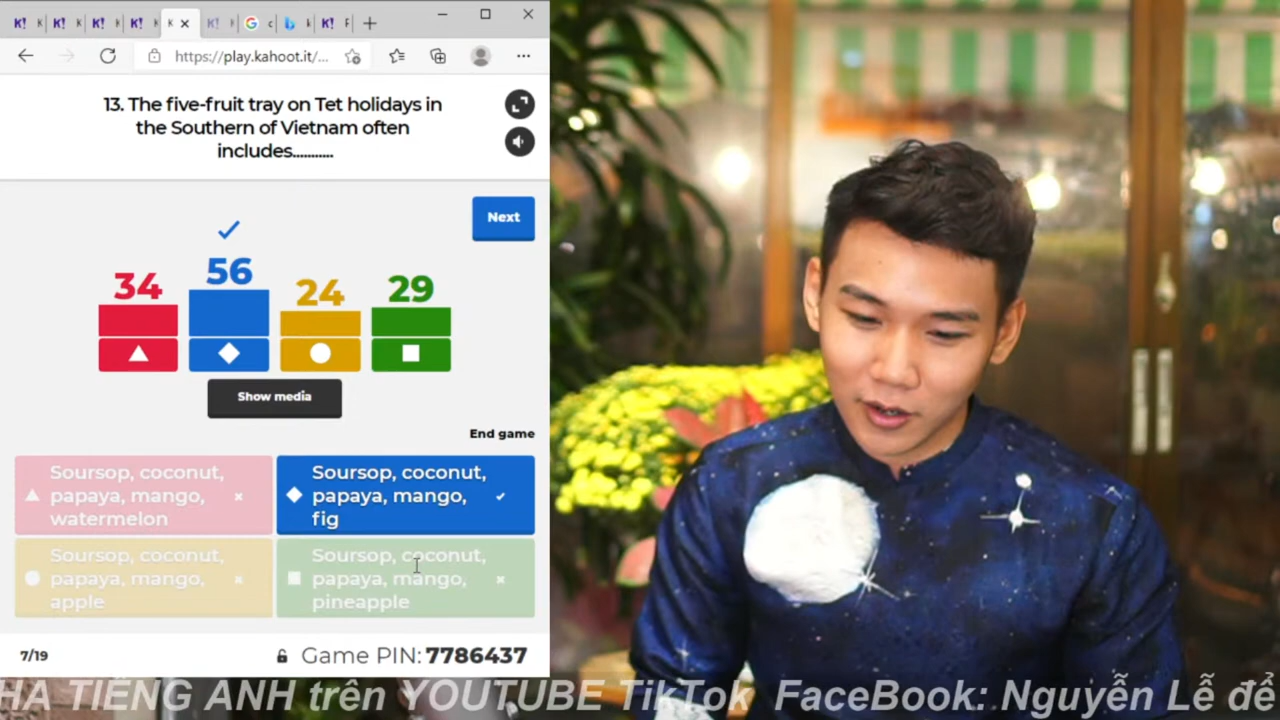 https://play.kahoot.it/...
13. The five-fruit tray on Tet holidays in
the Southern of Vietnam often
includes...........
Next
34
56
24
29
Show media
End game
Soursop, coconut,
papaya, mango,
watermelon
Soursop, coconut,
papaya, mango,
fig
Soursop, coconut,
papaya, mango,
apple
Soursop, coconut,
papaya, mango,
pineapple
7/19
Game PIN: 7786437
HA TIẾNG ANH trên YOUTUBE TikTok FaceBook: Nguyễn Lễ để